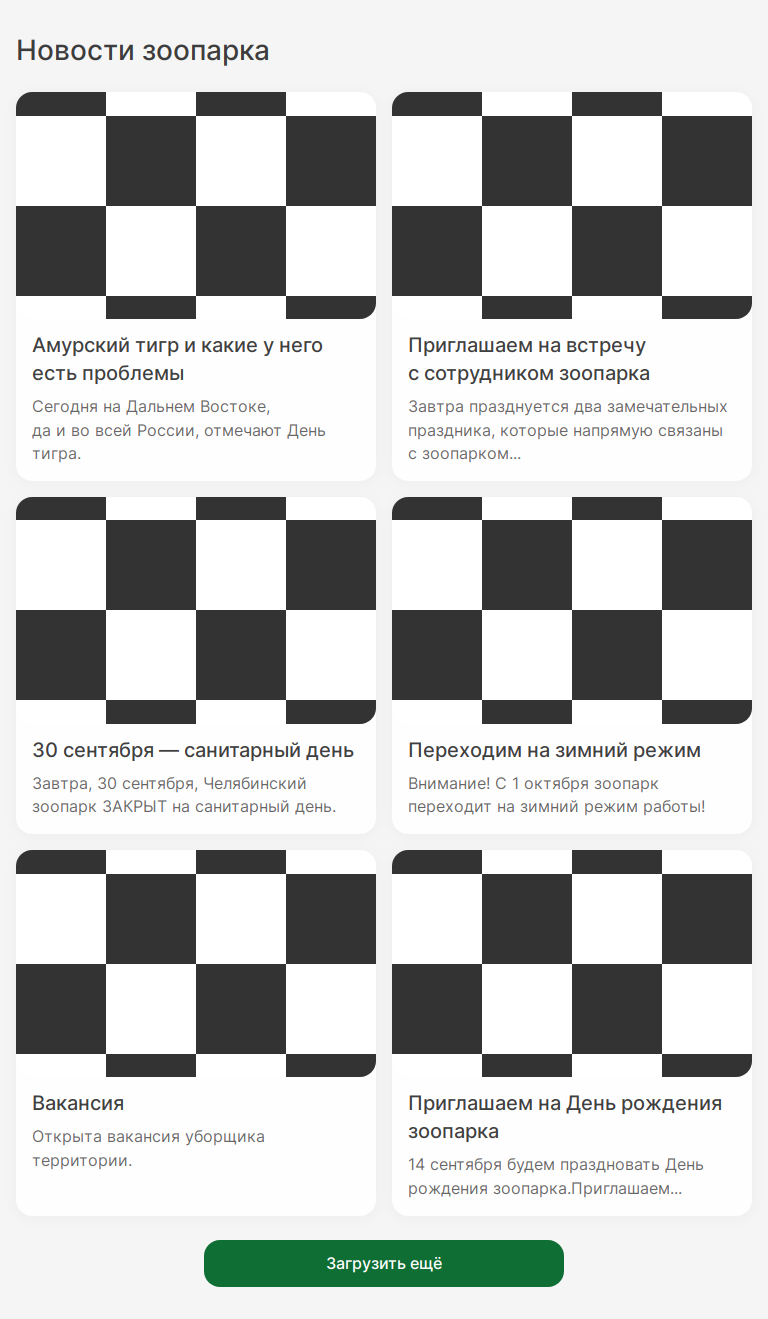 Новости зоопарка
Амурский тигр и какие у него
есть проблемы
Сегодня на Дальнем Востоке,
да и во всей России, отмечают День
тигра.
Приглашаем на встречу
с сотрудником зоопарка
Завтра празднуется два замечательных
праздника, которые напрямую связаны
с зоопарком...
30 сентября — санитарный день
Завтра, 30 сентября, Челябинский
зоопарк ЗАКРЫТ на санитарный день.
Переходим на зимний режим
Внимание! С 1 октября зоопарк
переходит на зимний режим работы!
Вакансия
Открыта вакансия уборщика
территории.
Приглашаем на День рождения
зоопарка
14 сентября будем праздновать День
рождения зоопарка.Приглашаем...
Загрузить ещё